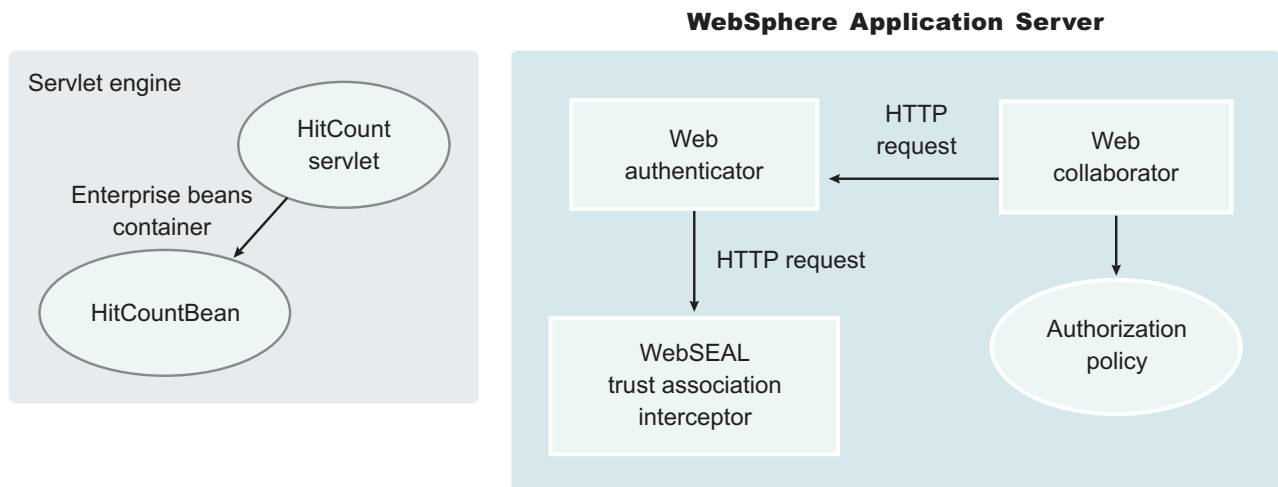 WebSphere Application Server
Servlet engine
HitCount
servlet
Enterprise beans
container
HitCountBean
Web
authenticator
HTTP
request
Web
collaborator
HTTP request
WebSEAL
trust association
interceptor
Authorization
policy